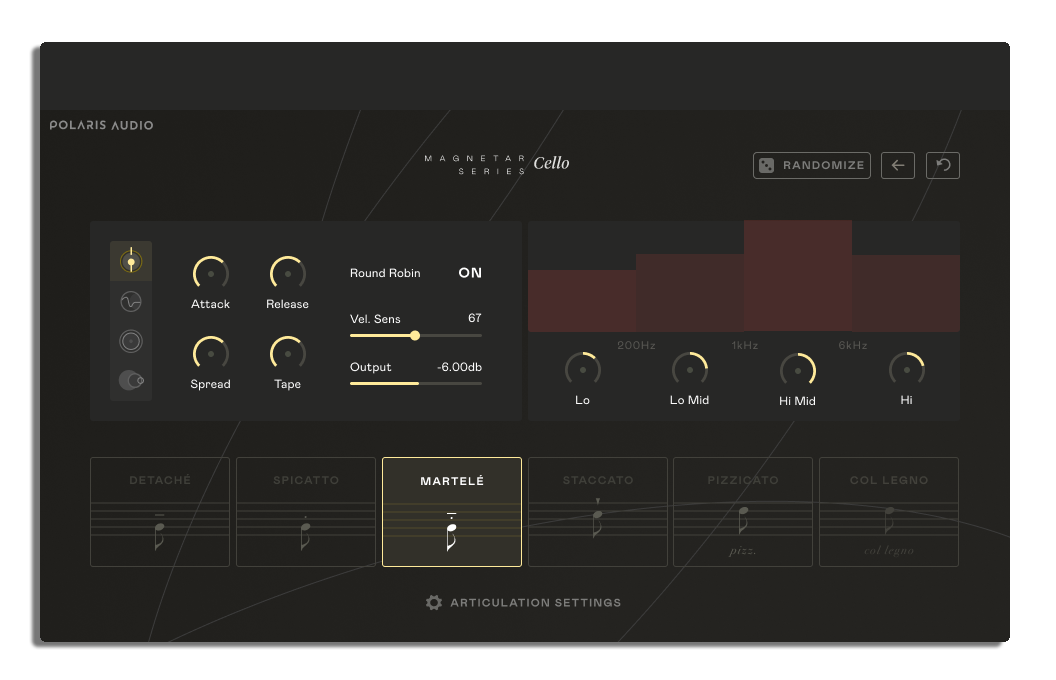 POLARIS AUDIO
MAGNETAR
SERIES
Cello
RANDOMIZE
Attack
Release
Round Robin
ON
Vel. Sens
67
Spread
Tape
Output
-6.00db
200Hz
1kHz
6kHz
Lo
Lo Mid
Hi Mid
Hi
DETACHÉ
SPICATTO
MARTELÉ
STACCATO
PIZZICATO
COL LEGNO
pizz.
col legno
ARTICULATION SETTINGS